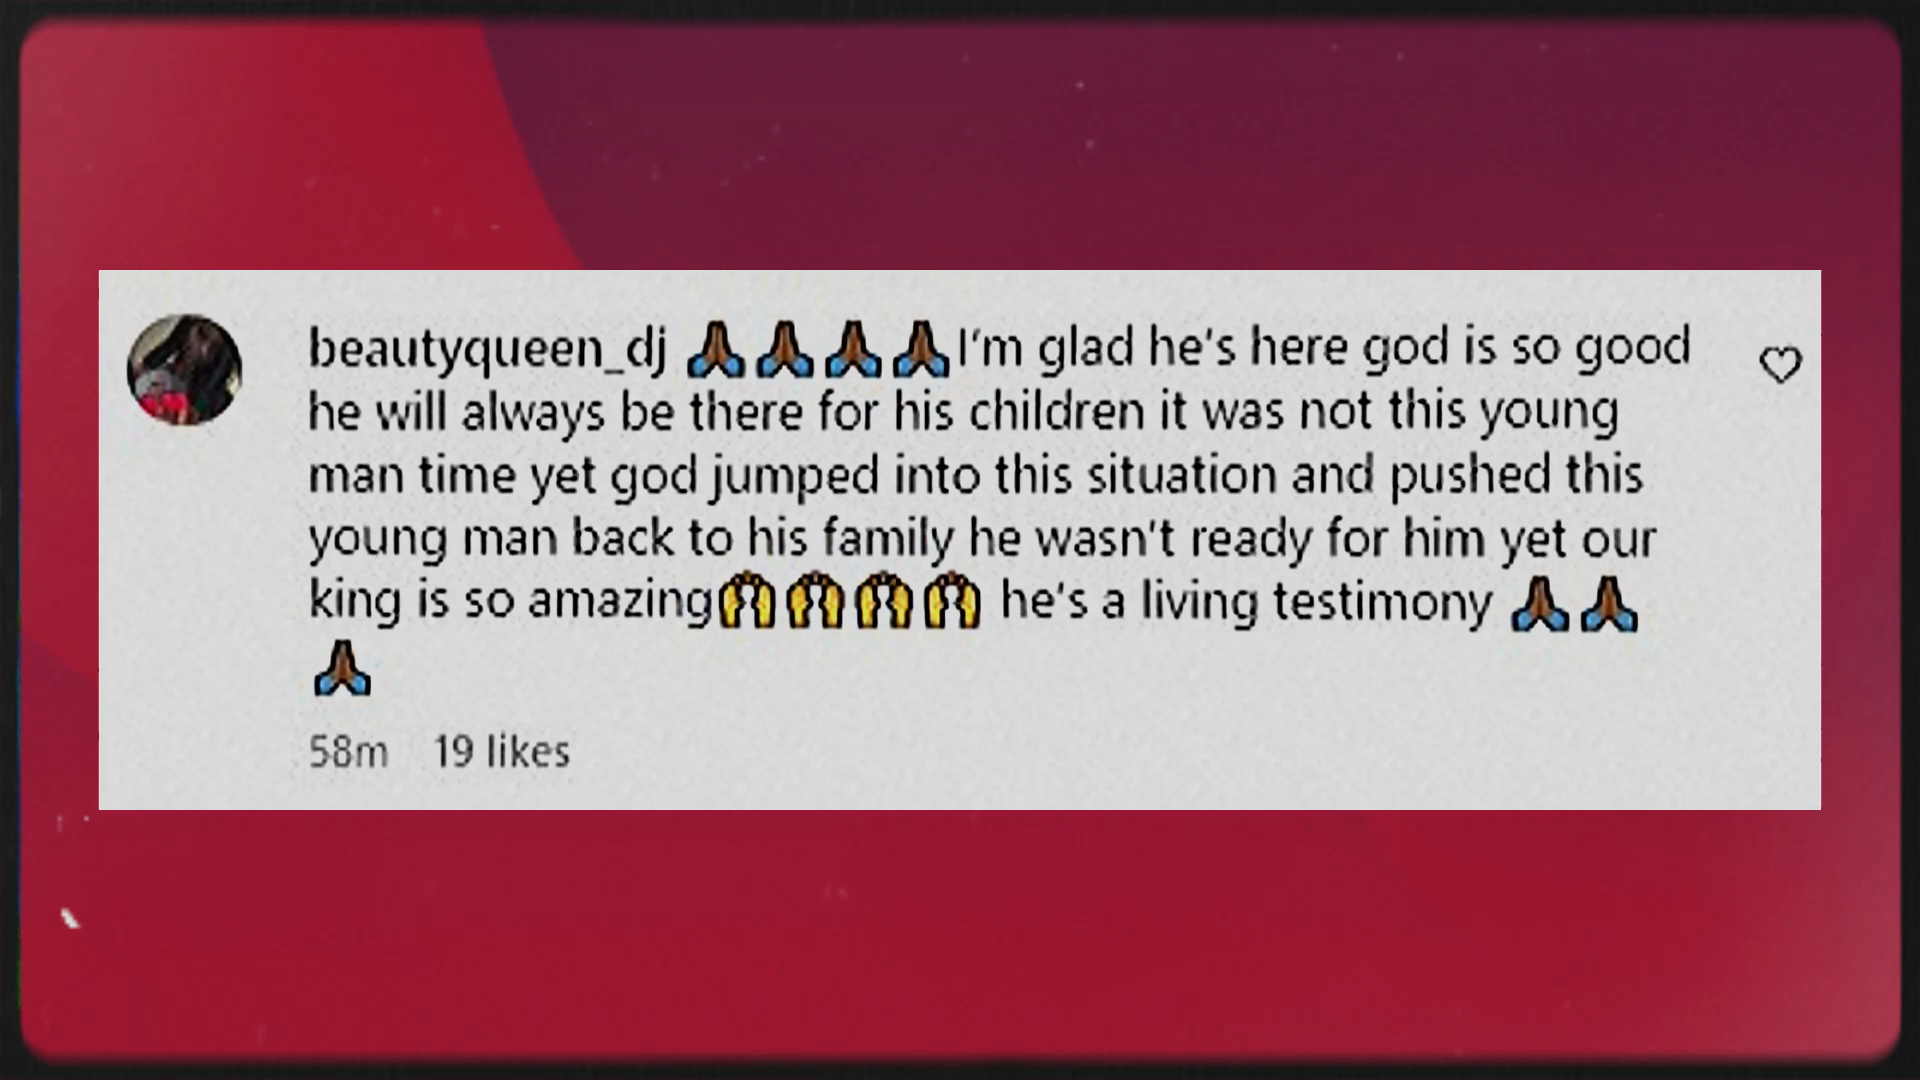 beautyqueen_dj 🙏🏾🙏🏾🙏🏾🙏🏾I'm glad he's here god is so good
he will always be there for his children it was not this young
man time yet god jumped into this situation and pushed this
young man back to his family he wasn't ready for him yet our
king is so amazing🙌🙌🙌🙌 he's a living testimony 🙏🏾🙏🏾
🙏🏾
58m 19 likes